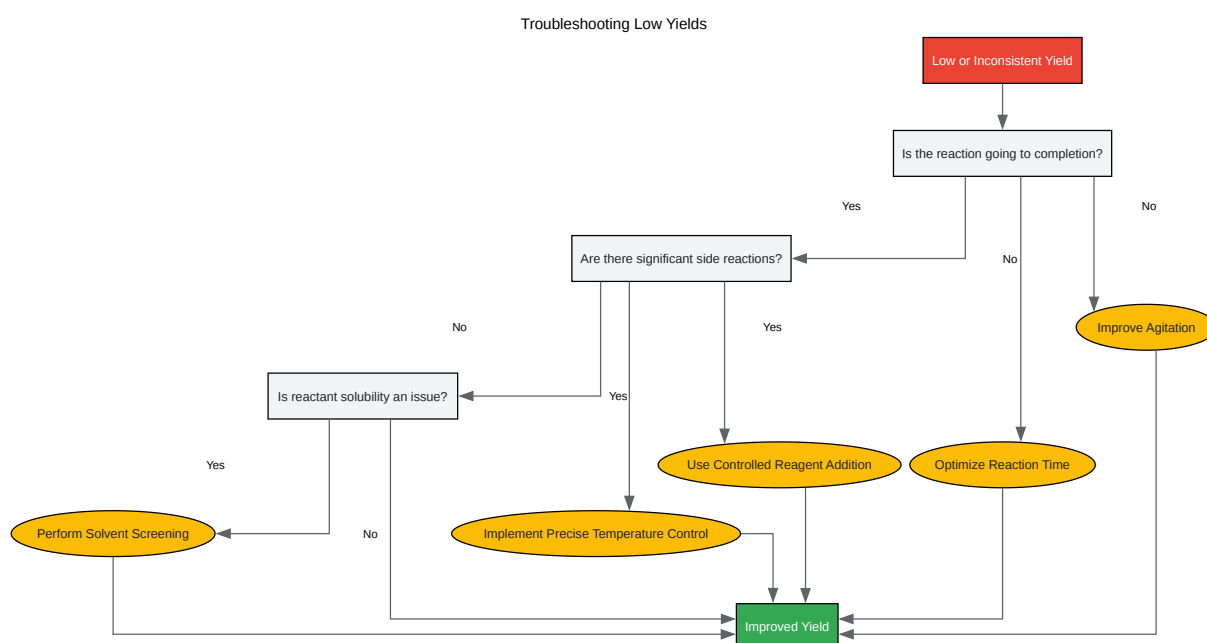 Troubleshooting Low Yields
Low or Inconsistent Yield
Is the reaction going to completion?
Yes
No
Are there significant side reactions?
No
Improve Agitation
No
Yes
Is reactant solubility an issue?
Yes
Yes
Use Controlled Reagent Addition
Optimize Reaction Time
Perform Solvent Screening
No
Implement Precise Temperature Control
Improved Yield